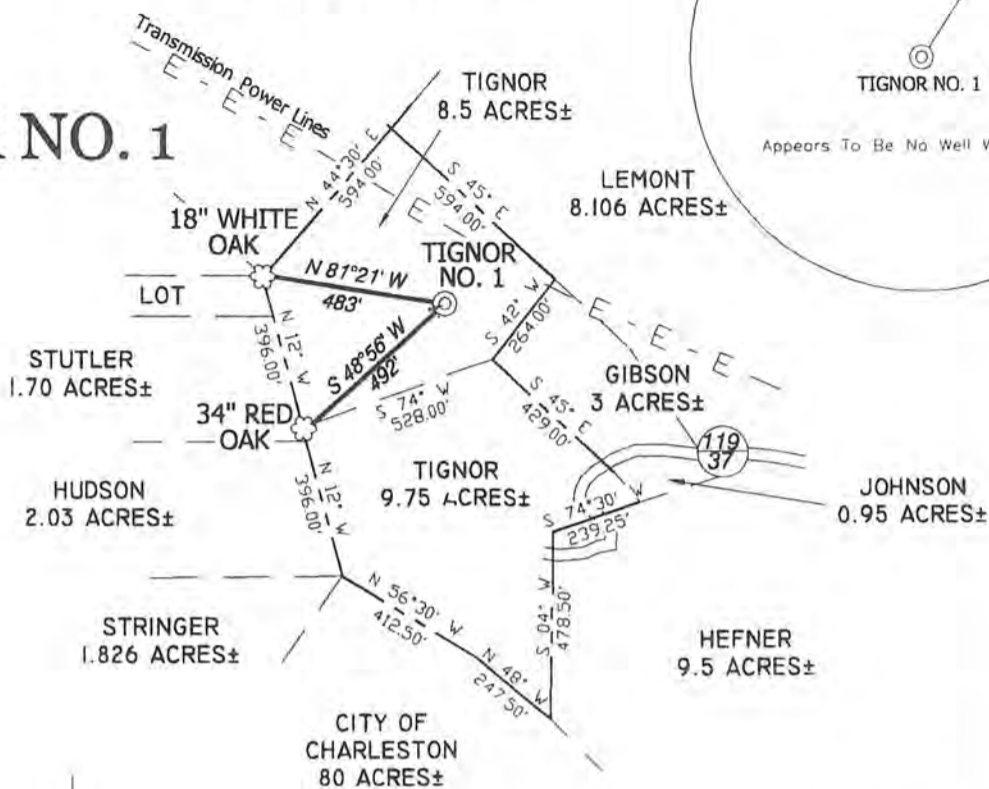 Transmission Power Lines
E - E - E
NO. 1
TIGNOR
8.5 ACRES±
TIGNOR NO. 1
Appears To Be No Well
LEMONT
8.106 ACRES±
N 44°30' E
594.00'
S 45° E
594.00'
E
18" WHITE
OAK
TIGNOR
NO. 1
N 81°21' W
483'
LOT
N 12° W
396.00'
S 48°56' W
492'
S 42° W
264.00'
E - E - E
STUTLER
1.70 ACRES±
GIBSON
3 ACRES±
S 45° E
429.00'
34" RED
OAK
S 74° W
528.00'
119
37
HUDSON
2.03 ACRES±
N 12° W
396.00'
TIGNOR
9.75 ACRES±
JOHNSON
0.95 ACRES±
S 74°30' W
239.25'
STRINGER
1.826 ACRES±
N 56°30' W
412.50'
S 04° W
478.50'
HEFNER
9.5 ACRES±
N 48° W
247.50'
CITY OF
CHARLESTON
80 ACRES±